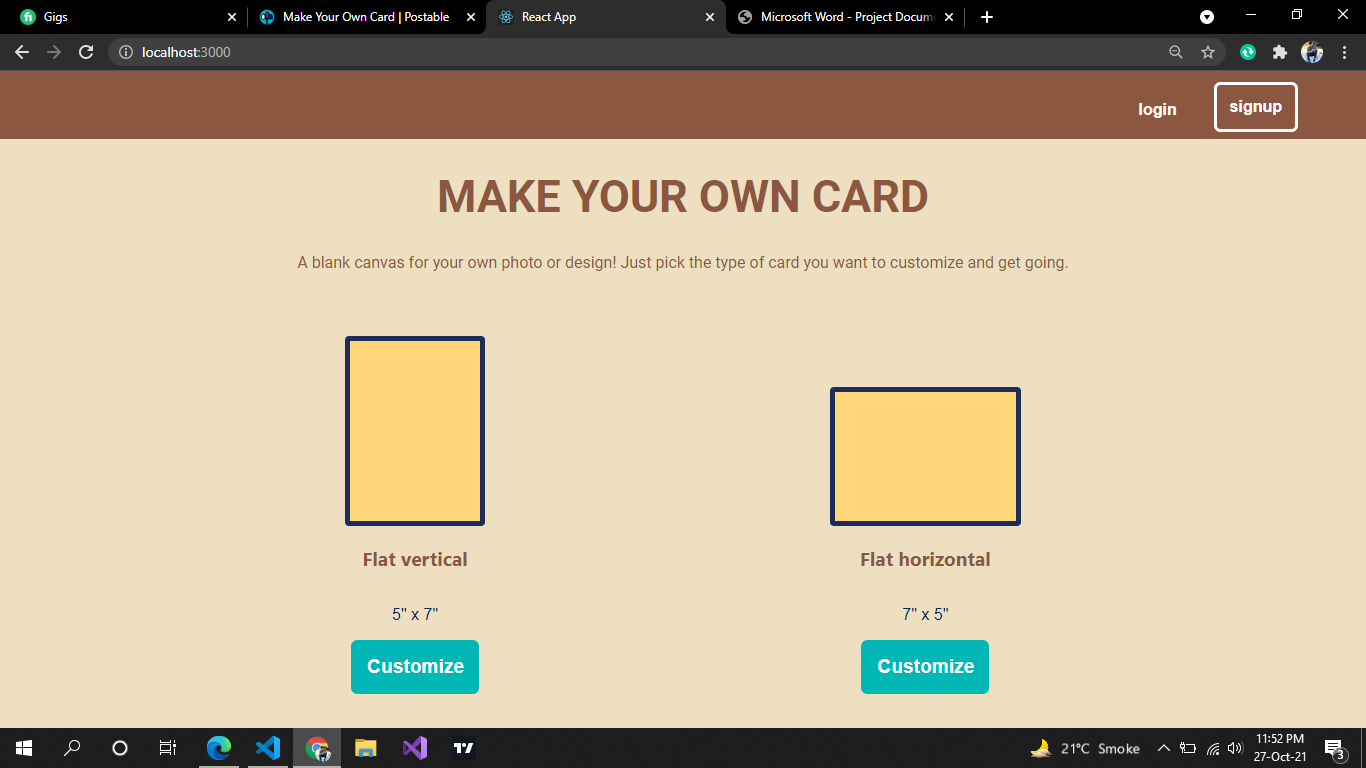 Gigs
Make Your Own Card | Postable
React App
Microsoft Word - Project Docum
localhost:3000
login
signup
MAKE YOUR OWN CARD
A blank canvas for your own photo or design! Just pick the type of card you want to customize and get going.
Flat vertical
Flat horizontal
5" x 7"
7" x 5"
Customize
Customize
21°C Smoke
11:52 PM
27-Oct-21
3